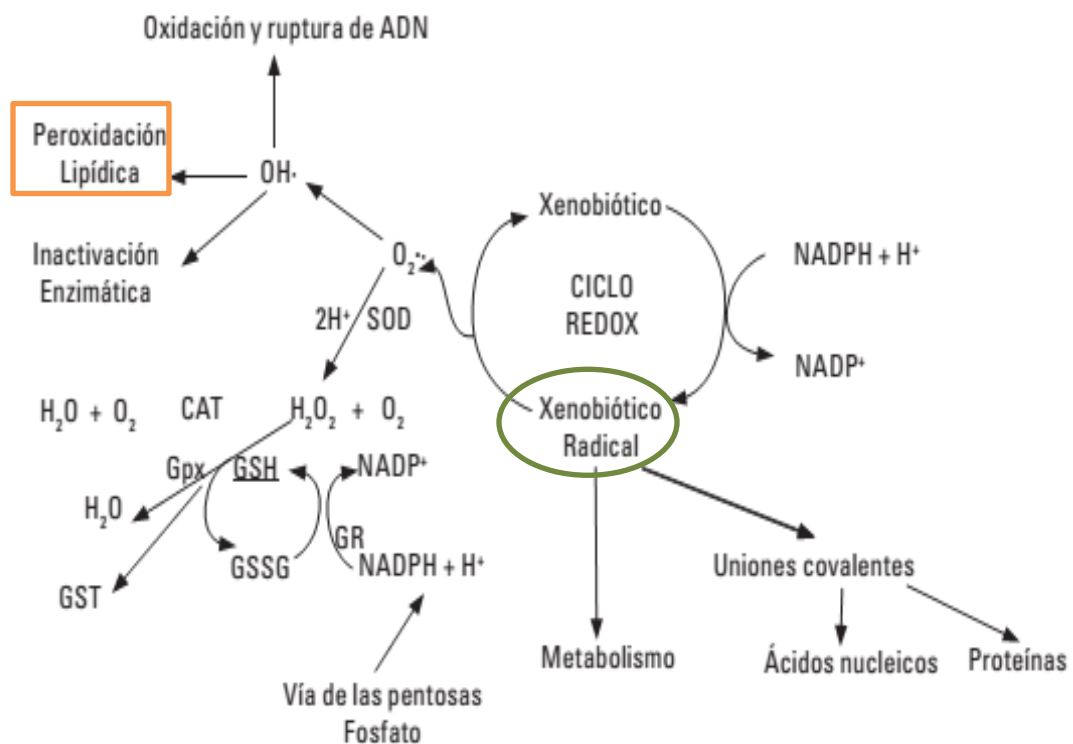 Oxidación y ruptura de ADN
Peroxidación
Lipídica
OH·
Inactivación
Enzimática
O₂·-
2H⁺ SOD
H₂O + O₂ CAT H₂O₂ + O₂
Gpx GSH NADP⁺
H₂O
GR
GSSG NADPH + H⁺
GST
Vía de las pentosas
Fosfato
Xenobiótico
NADPH + H⁺
CICLO
REDOX
NADP⁺
Xenobiótico
Radical
Uniones covalentes
Metabolismo
Ácidos nucleicos
Proteínas